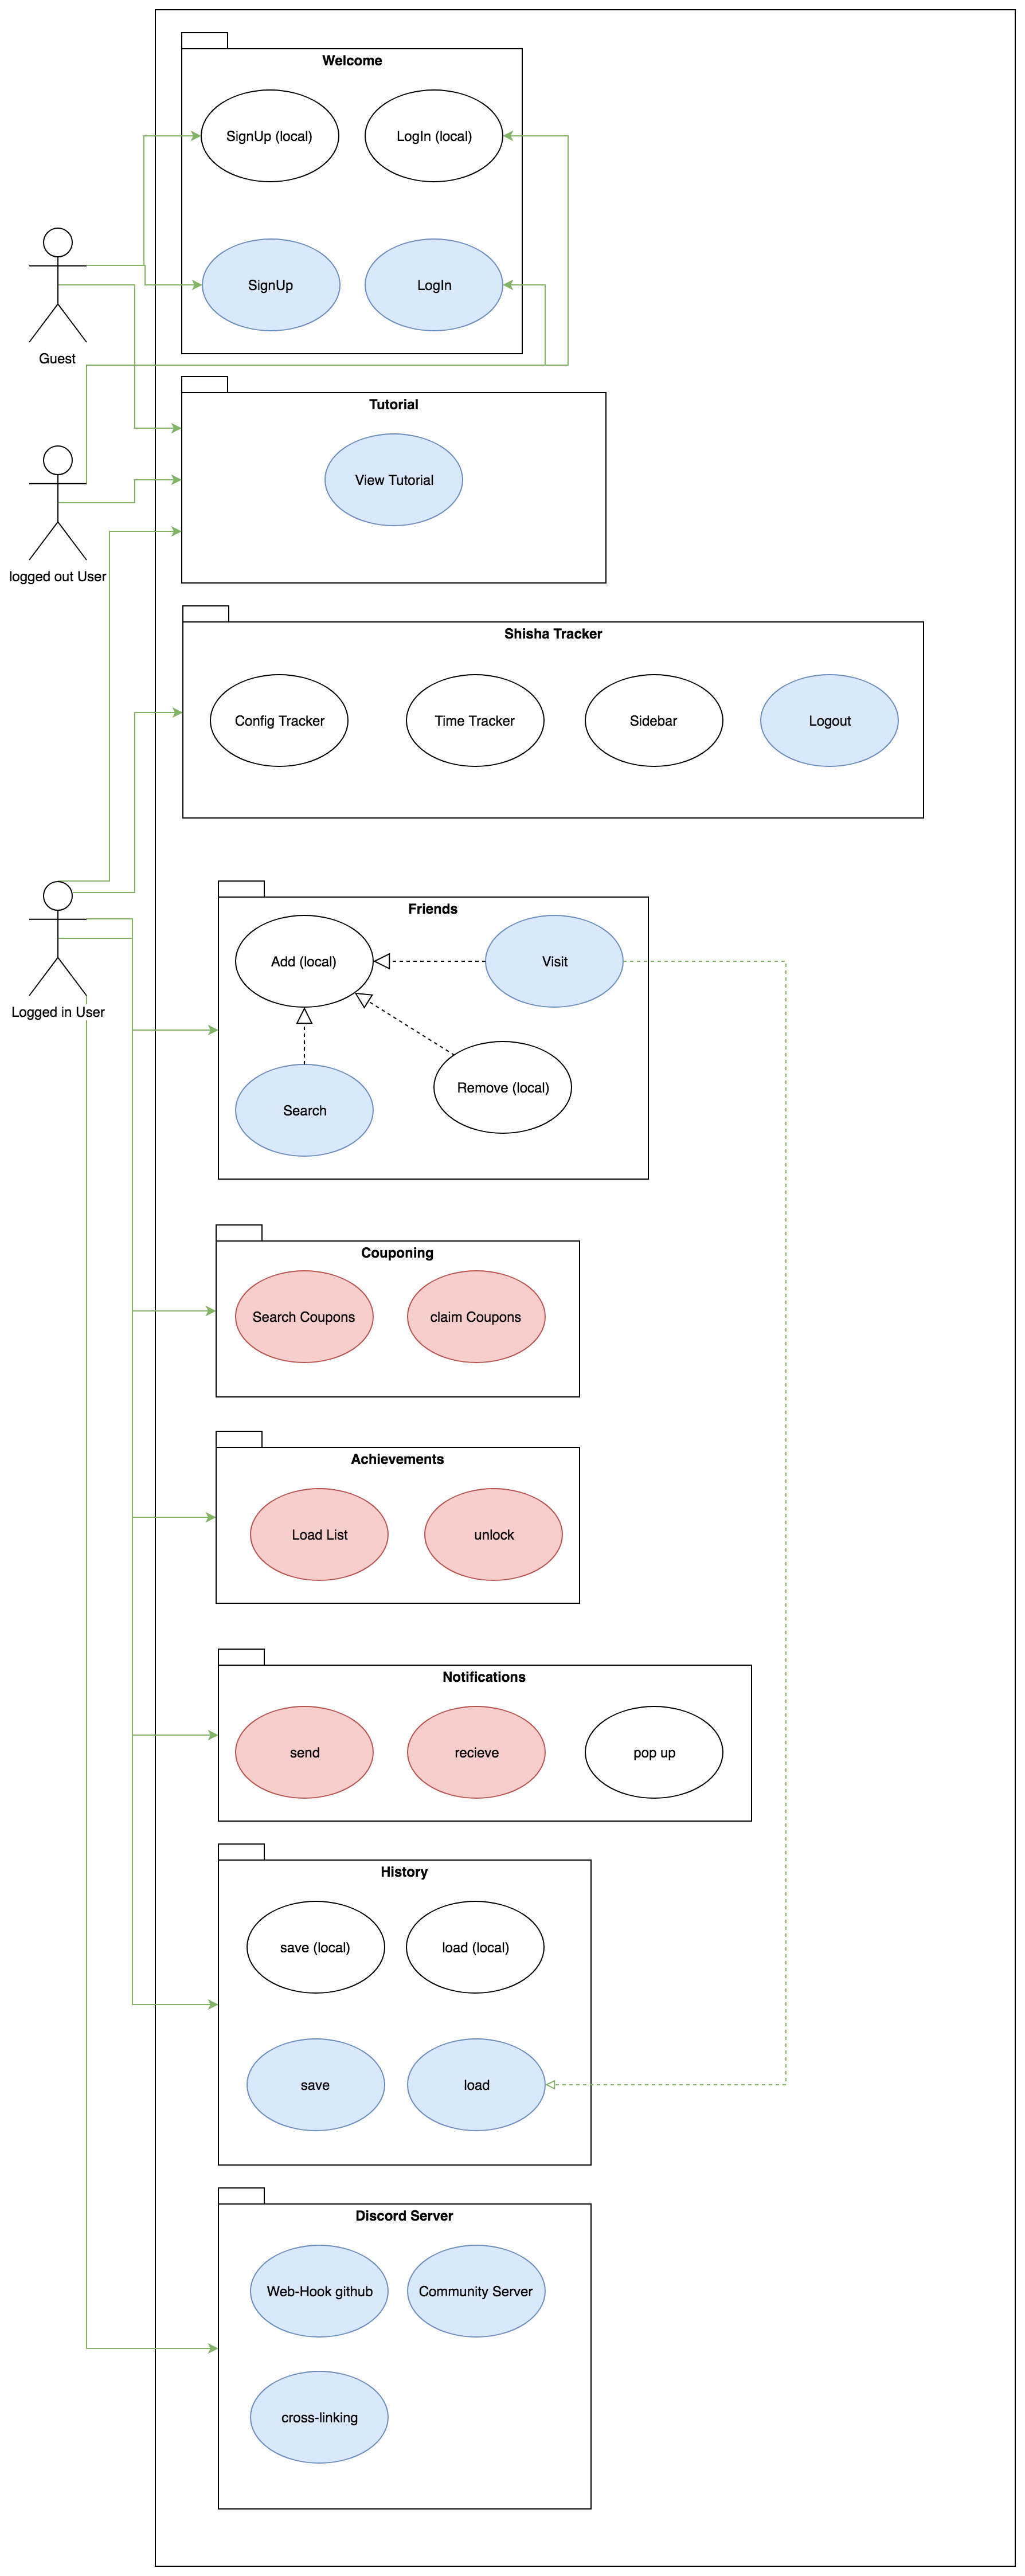 Welcome
SignUp (local)
LogIn (local)
SignUp
LogIn
Guest
Tutorial
View Tutorial
logged out User
Shisha Tracker
Config Tracker
Time Tracker
Sidebar
Logout
Friends
Add (local)
Visit
Logged in User
Remove (local)
Search
Couponing
Search Coupons
claim Coupons
Achievements
Load List
unlock
Notifications
send
recieve
pop up
History
save (local)
load (local)
save
load
Discord Server
Web-Hook github
Community Server
cross-linking